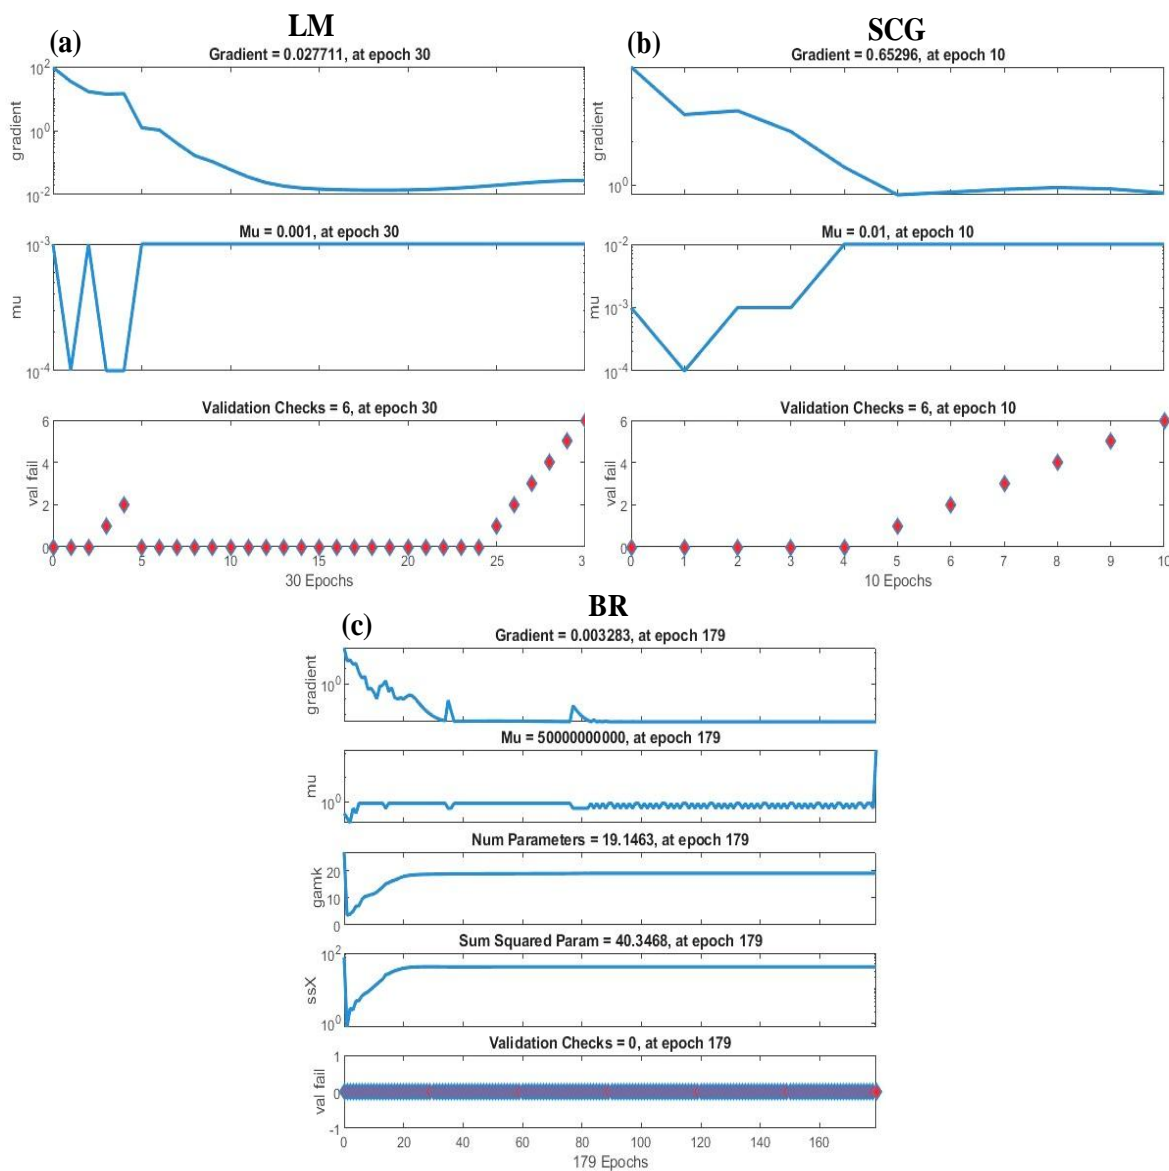 LM
(a)
Gradient = 0.027711, at epoch 30
10^2
10^0
10^-2
gradient
Mu = 0.001, at epoch 30
10^-3
10^-4
mu
Validation Checks = 6, at epoch 30
6
4
2
0
val fail
0 5 10 15 20 25 3
30 Epochs
SCG
(b)
Gradient = 0.65296, at epoch 10
10^0
gradient
Mu = 0.01, at epoch 10
10^-2
10^-3
10^-4
mu
Validation Checks = 6, at epoch 10
6
4
2
0
val fail
0 1 2 3 4 5 6 7 8 9 10
10 Epochs
BR
(c)
Gradient = 0.003283, at epoch 179
10^0
gradient
Mu = 50000000000, at epoch 179
10^0
mu
Num Parameters = 19.1463, at epoch 179
20
10
0
gamk
Sum Squared Param = 40.3468, at epoch 179
10^2
10^0
ssX
Validation Checks = 0, at epoch 179
1
0
-1
val fail
0 20 40 60 80 100 120 140 160
179 Epochs